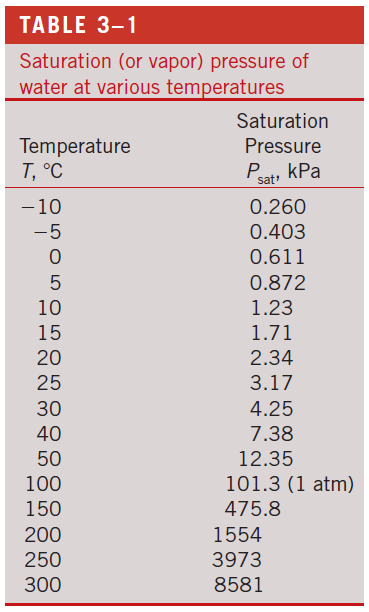 TABLE 3–1
Saturation (or vapor) pressure of
water at various temperatures
Saturation
Temperature Pressure
T, °C Psat, kPa
−10 0.260
−5 0.403
0 0.611
5 0.872
10 1.23
15 1.71
20 2.34
25 3.17
30 4.25
40 7.38
50 12.35
100 101.3 (1 atm)
150 475.8
200 1554
250 3973
300 8581